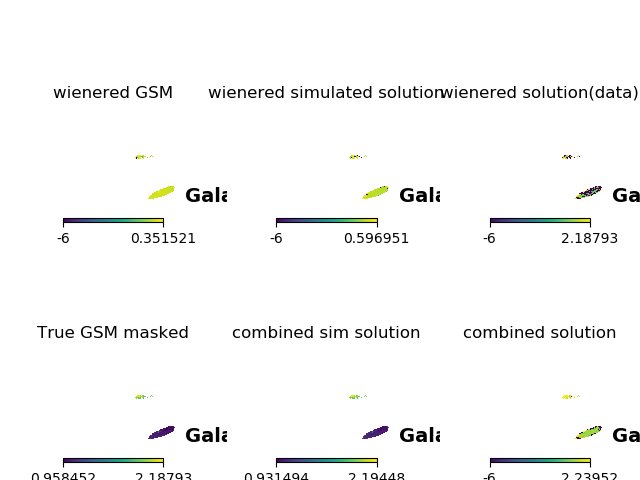 wienered GSM
wienered simulated solution
wienered solution(data)
Gala
Gala
Ga
-6 0.351521
-6 0.596951
-6 2.18793
True GSM masked
combined sim solution
combined solution
Gala
Gala
Ga
0.958452 2.18793
0.931494 2.19448
-6 2.23952